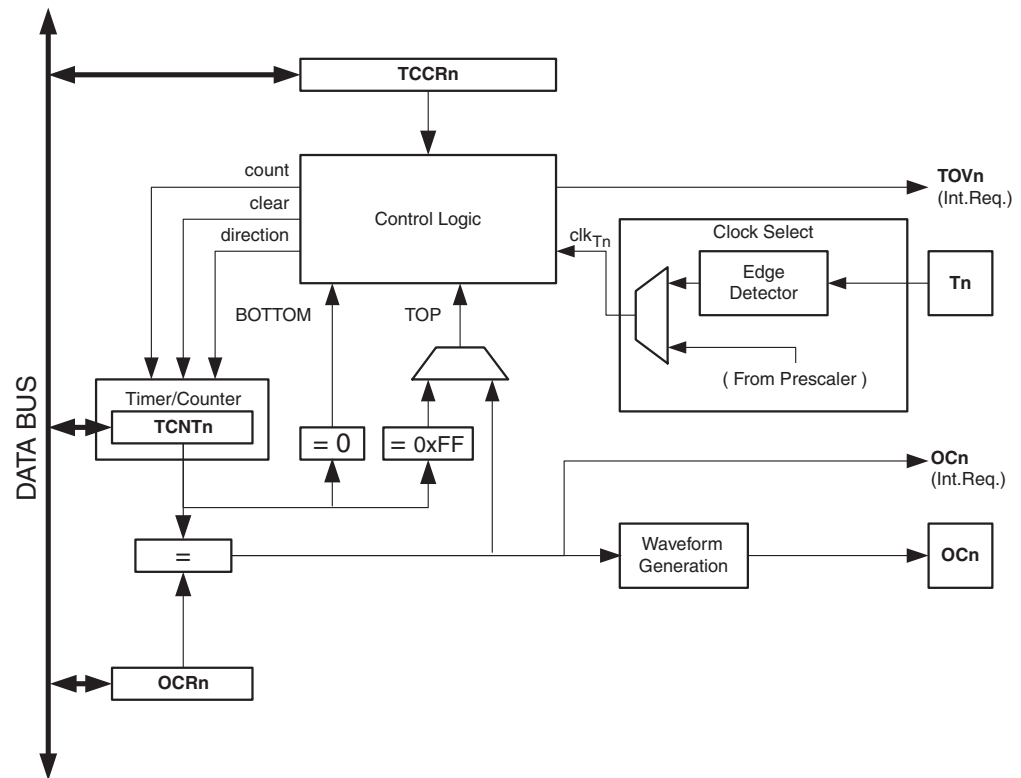 TCCRn
count
clear
direction
Control Logic
TOVn
(Int.Req.)
clkTn
Clock Select
Edge
Detector
Tn
BOTTOM
TOP
( From Prescaler )
DATA BUS
Timer/Counter
TCNTn
= 0
= 0xFF
OCn
(Int.Req.)
=
Waveform
Generation
OCn
OCRn